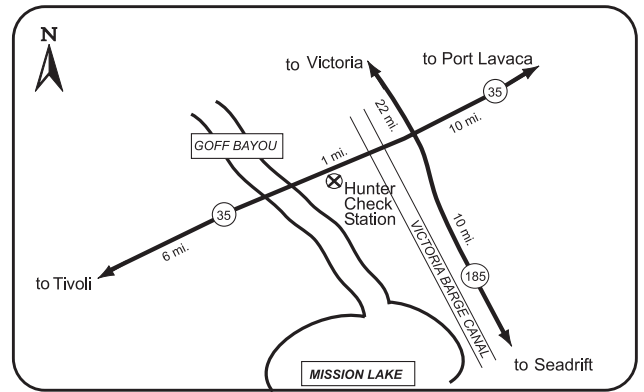 N
to Victoria
to Port Lavaca
35
22 mi.
10 mi.
GOFF BAYOU
1 mi.
Hunter
Check
Station
35
6 mi.
10 mi.
VICTORIA BARGE CANAL
185
to Tivoli
to Seadrift
MISSION LAKE